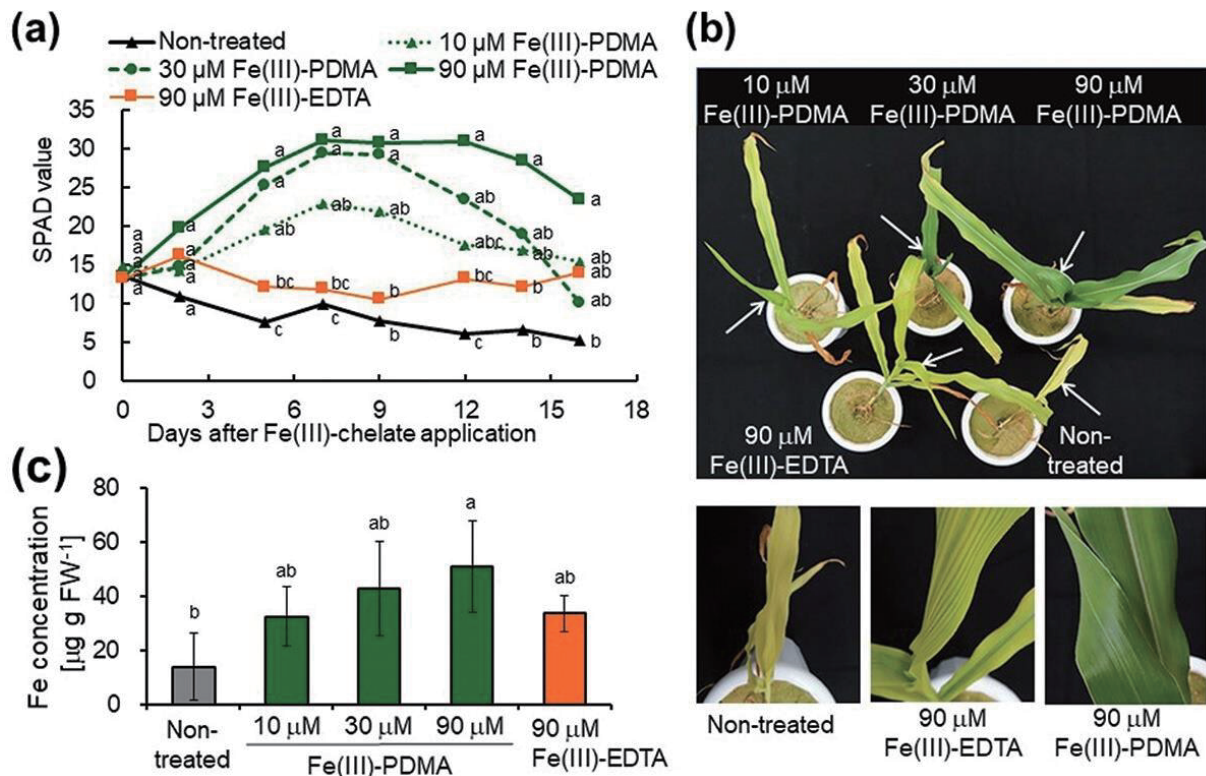 (a)
Non-treated
10 μM Fe(III)-PDMA
30 μM Fe(III)-PDMA
90 μM Fe(III)-PDMA
90 μM Fe(III)-EDTA
SPAD value
35
30
25
20
15
10
5
0
a
a
a
a
a
a
a
a
a
a
a
a
ab
bc
c
a
a
ab
bc
c
a
a
ab
b
b
a
ab
abc
bc
c
a
ab
ab
b
b
a
ab
ab
ab
b
0 3 6 9 12 15 18
Days after Fe(III)-chelate application
(b)
10 μM Fe(III)-PDMA
30 μM Fe(III)-PDMA
90 μM Fe(III)-PDMA
90 μM Fe(III)-EDTA
Non-treated
Non-treated
90 μM Fe(III)-EDTA
90 μM Fe(III)-PDMA
(c)
Fe concentration
[μg g FW⁻¹]
80
60
40
20
0
b
ab
ab
a
ab
Non-treated
10 μM 30 μM 90 μM
Fe(III)-PDMA
90 μM
Fe(III)-EDTA